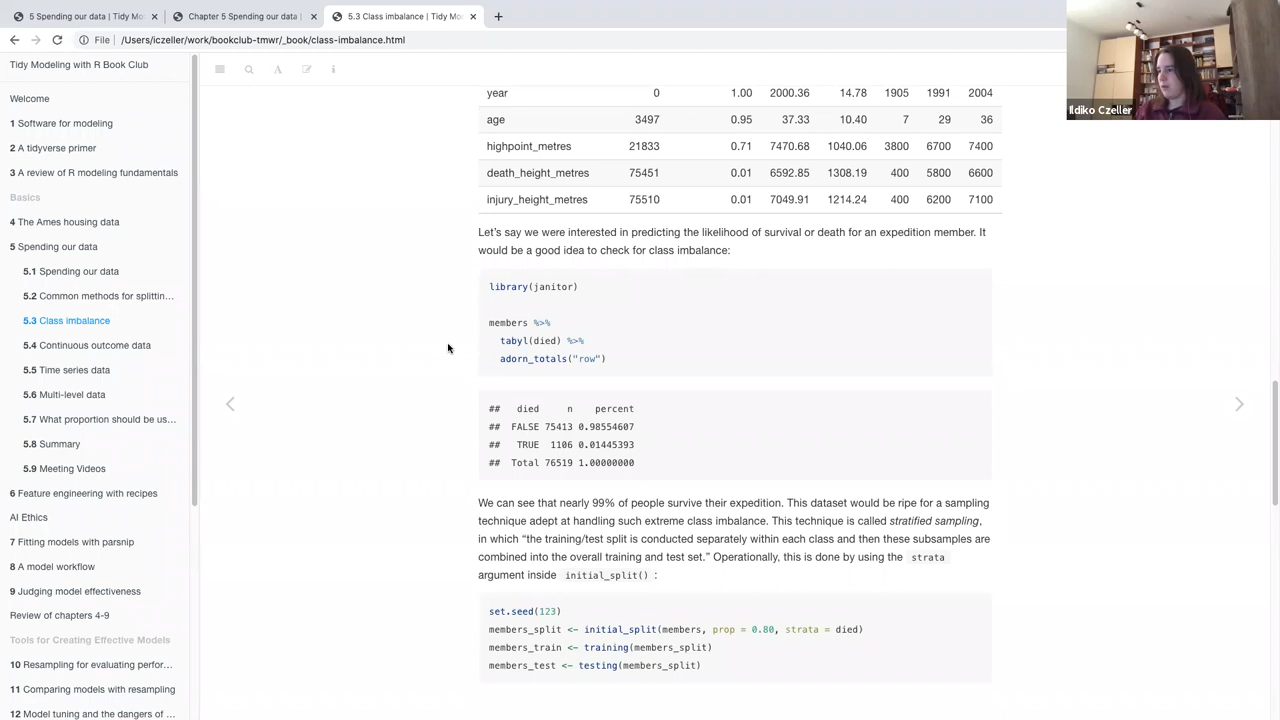 5 Spending our data | Tidy Mo
Chapter 5 Spending our data |
5.3 Class imbalance | Tidy Mo
File | /Users/iczeller/work/bookclub-tmwr/_book/class-imbalance.html
Ildiko Czeller
Tidy Modeling with R Book Club
Welcome
1 Software for modeling
2 A tidyverse primer
3 A review of R modeling fundamentals
Basics
4 The Ames housing data
5 Spending our data
5.1 Spending our data
5.2 Common methods for splittin…
5.3 Class imbalance
5.4 Continuous outcome data
5.5 Time series data
5.6 Multi-level data
5.7 What proportion should be us…
5.8 Summary
5.9 Meeting Videos
6 Feature engineering with recipes
AI Ethics
7 Fitting models with parsnip
8 A model workflow
9 Judging model effectiveness
Review of chapters 4-9
Tools for Creating Effective Models
10 Resampling for evaluating perfor…
11 Comparing models with resampling
12 Model tuning and the dangers of …
year 0 1.00 2000.36 14.78 1905 1991 2004
age 3497 0.95 37.33 10.40 7 29 36
highpoint_metres 21833 0.71 7470.68 1040.06 3800 6700 7400
death_height_metres 75451 0.01 6592.85 1308.19 400 5800 6600
injury_height_metres 75510 0.01 7049.91 1214.24 400 6200 7100
Let's say we were interested in predicting the likelihood of survival or death for an expedition member. It
would be a good idea to check for class imbalance:
library(janitor)
members %>%
tabyl(died) %>%
adorn_totals("row")
## died n percent
## FALSE 75413 0.98554607
## TRUE 1106 0.01445393
## Total 76519 1.00000000
We can see that nearly 99% of people survive their expedition. This dataset would be ripe for a sampling
technique adept at handling such extreme class imbalance. This technique is called stratified sampling,
in which "the training/test split is conducted separately within each class and then these subsamples are
combined into the overall training and test set." Operationally, this is done by using the strata
argument inside initial_split() :
set.seed(123)
members_split <- initial_split(members, prop = 0.80, strata = died)
members_train <- training(members_split)
members_test <- testing(members_split)